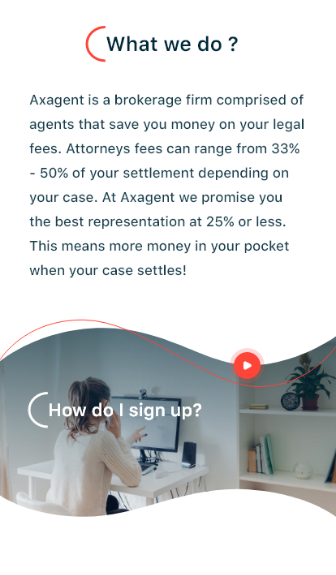 What we do ?
Axagent is a brokerage firm comprised of
agents that save you money on your legal
fees. Attorneys fees can range from 33%
- 50% of your settlement depending on
your case. At Axagent we promise you
the best representation at 25% or less.
This means more money in your pocket
when your case settles!
How do I sign up?